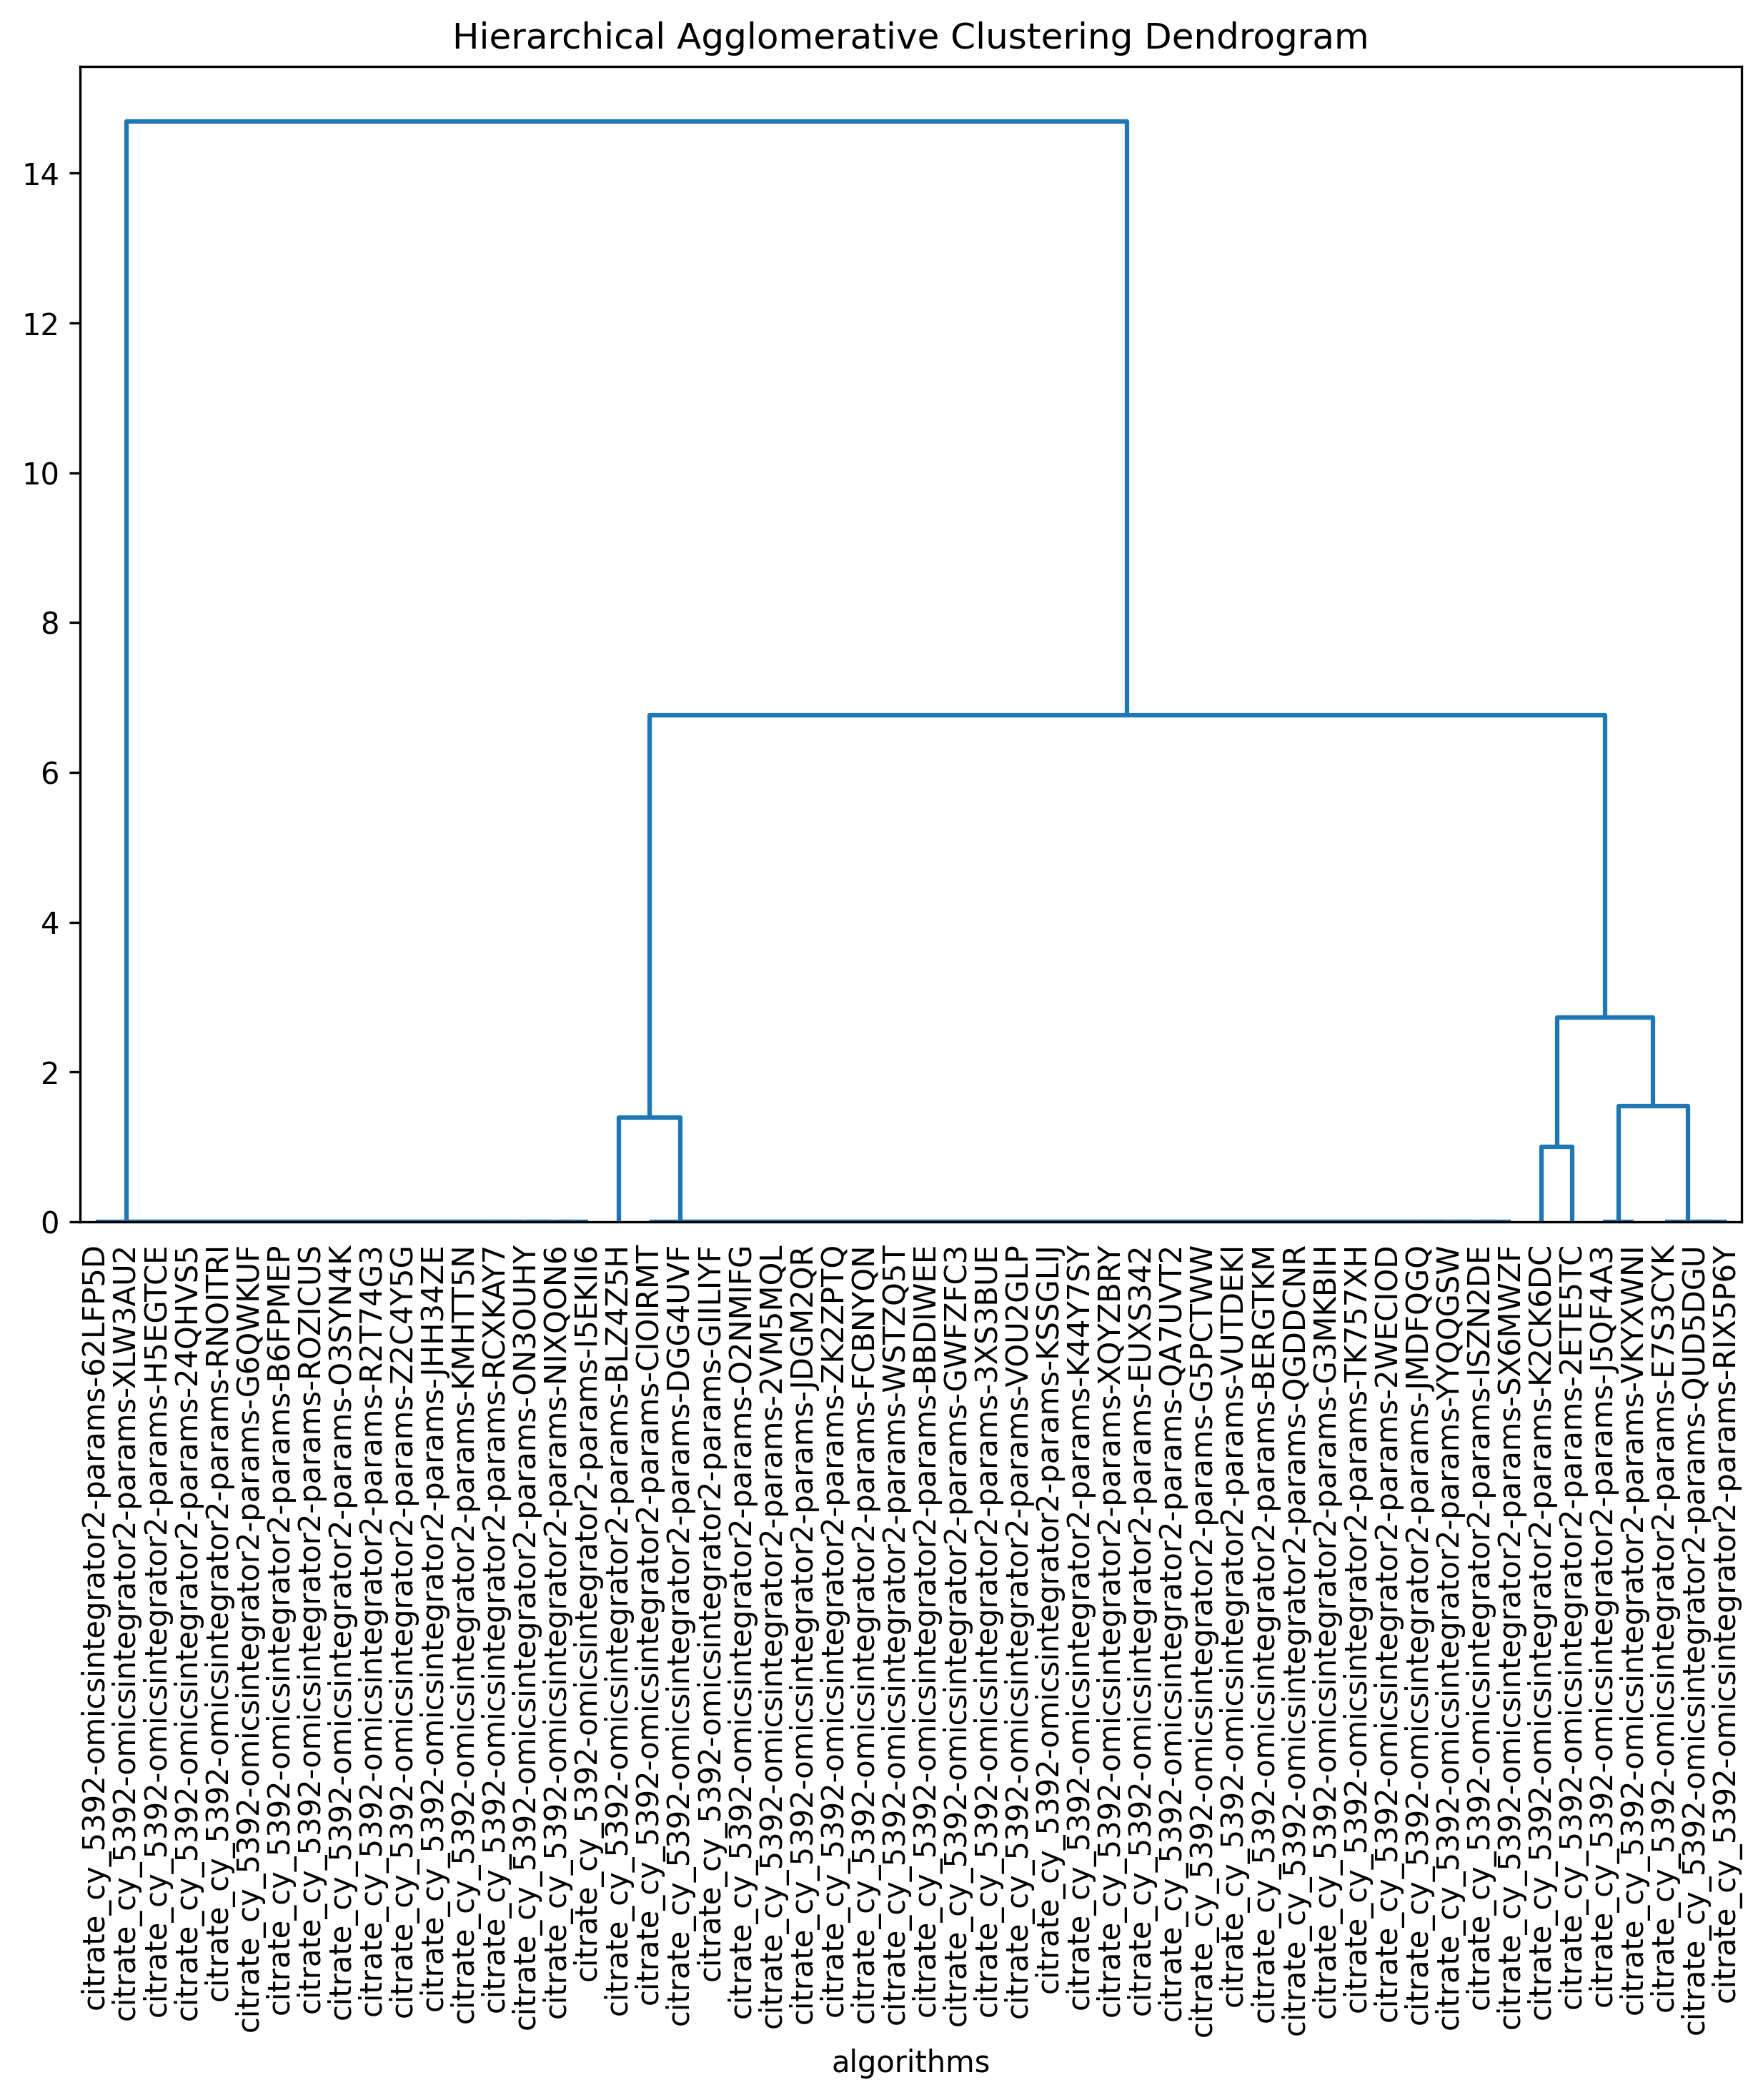 Hierarchical Agglomerative Clustering Dendrogram
14
12
10
8
6
4
2
0
citrate_cy_5392-omicsintegrator2-params-62LFP5D
citrate_cy_5392-omicsintegrator2-params-XLW3AU2
citrate_cy_5392-omicsintegrator2-params-H5EGTCE
citrate_cy_5392-omicsintegrator2-params-24QHVS5
citrate_cy_5392-omicsintegrator2-params-RNOITRI
citrate_cy_5392-omicsintegrator2-params-G6QWKUF
citrate_cy_5392-omicsintegrator2-params-B6FPMEP
citrate_cy_5392-omicsintegrator2-params-ROZICUS
citrate_cy_5392-omicsintegrator2-params-O3SYN4K
citrate_cy_5392-omicsintegrator2-params-R2T74G3
citrate_cy_5392-omicsintegrator2-params-Z2C4Y5G
citrate_cy_5392-omicsintegrator2-params-JHH34ZE
citrate_cy_5392-omicsintegrator2-params-KMHTT5N
citrate_cy_5392-omicsintegrator2-params-RCXKAY7
citrate_cy_5392-omicsintegrator2-params-ON3OUHY
citrate_cy_5392-omicsintegrator2-params-NIXQON6
citrate_cy_5392-omicsintegrator2-params-I5EKII6
citrate_cy_5392-omicsintegrator2-params-BLZ4Z5H
citrate_cy_5392-omicsintegrator2-params-CIOIRMT
citrate_cy_5392-omicsintegrator2-params-DGG4UVF
citrate_cy_5392-omicsintegrator2-params-GIILIYF
citrate_cy_5392-omicsintegrator2-params-O2NMIFG
citrate_cy_5392-omicsintegrator2-params-2VM5MQL
citrate_cy_5392-omicsintegrator2-params-JDGM2QR
citrate_cy_5392-omicsintegrator2-params-ZK2ZPTQ
citrate_cy_5392-omicsintegrator2-params-FCBNYQN
citrate_cy_5392-omicsintegrator2-params-WSTZQ5T
citrate_cy_5392-omicsintegrator2-params-BBDIWEE
citrate_cy_5392-omicsintegrator2-params-GWFZFC3
citrate_cy_5392-omicsintegrator2-params-3XS3BUE
citrate_cy_5392-omicsintegrator2-params-VOU2GLP
citrate_cy_5392-omicsintegrator2-params-KSSGLIJ
citrate_cy_5392-omicsintegrator2-params-K44Y7SY
citrate_cy_5392-omicsintegrator2-params-XQYZBRY
citrate_cy_5392-omicsintegrator2-params-EUXS342
citrate_cy_5392-omicsintegrator2-params-QA7UVT2
citrate_cy_5392-omicsintegrator2-params-G5PCTWW
citrate_cy_5392-omicsintegrator2-params-VUTDEKI
citrate_cy_5392-omicsintegrator2-params-BERGTKM
citrate_cy_5392-omicsintegrator2-params-QGDDCNR
citrate_cy_5392-omicsintegrator2-params-G3MKBIH
citrate_cy_5392-omicsintegrator2-params-TK757XH
citrate_cy_5392-omicsintegrator2-params-2WECIOD
citrate_cy_5392-omicsintegrator2-params-JMDFQGQ
citrate_cy_5392-omicsintegrator2-params-YYQQGSW
citrate_cy_5392-omicsintegrator2-params-ISZN2DE
citrate_cy_5392-omicsintegrator2-params-SX6MWZF
citrate_cy_5392-omicsintegrator2-params-K2CK6DC
citrate_cy_5392-omicsintegrator2-params-2ETE5TC
citrate_cy_5392-omicsintegrator2-params-J5QF4A3
citrate_cy_5392-omicsintegrator2-params-VKYXWNI
citrate_cy_5392-omicsintegrator2-params-E7S3CYK
citrate_cy_5392-omicsintegrator2-params-QUD5DGU
citrate_cy_5392-omicsintegrator2-params-RIX5P6Y
algorithms